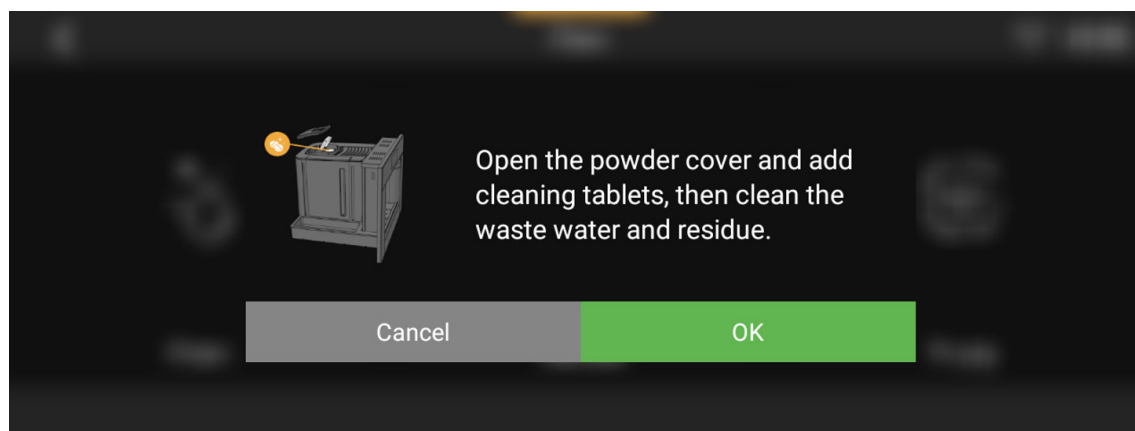 Open the powder cover and add
cleaning tablets, then clean the
waste water and residue.
Cancel
OK